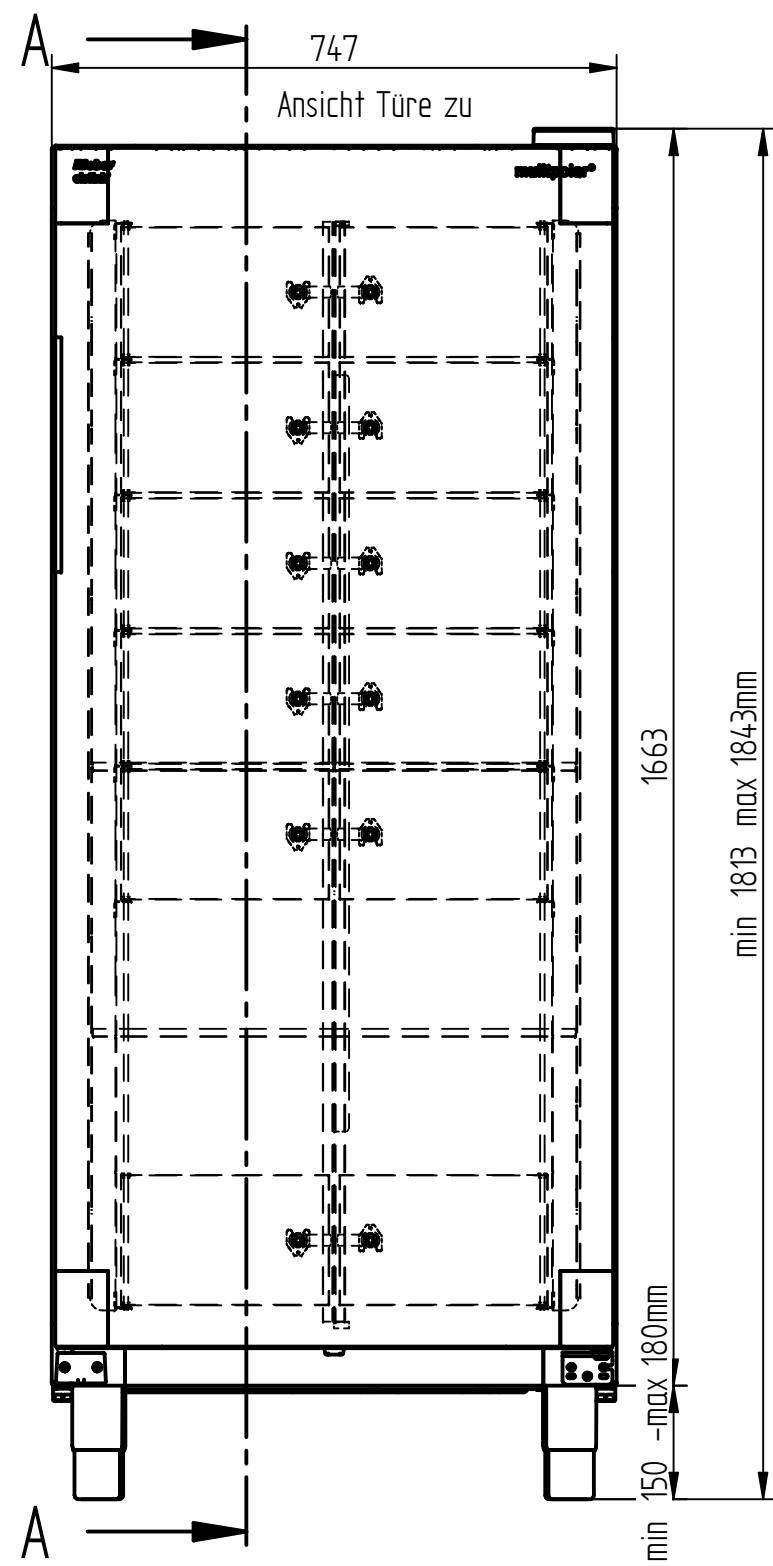 A
747
Ansicht Türe zu
multipolar®
1663
min 1813 max 1843mm
min 150 -max 180mm
A